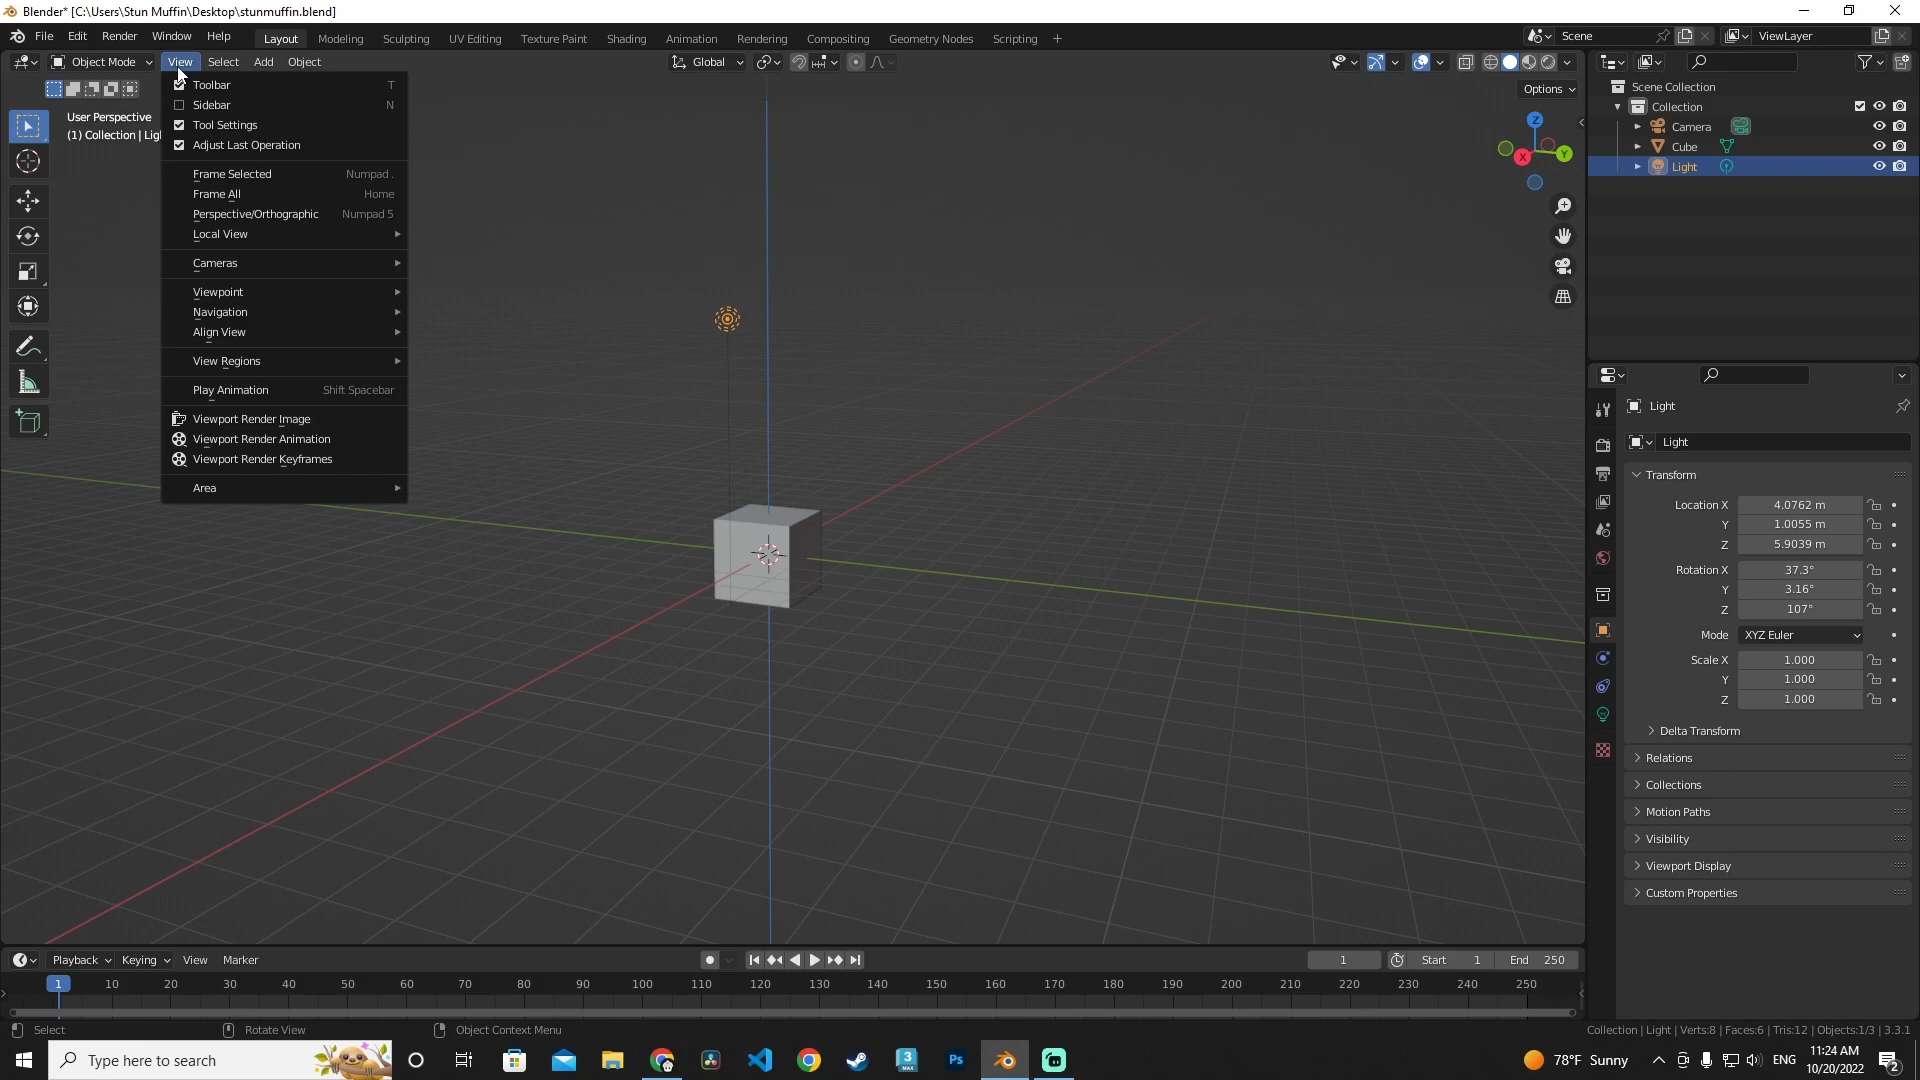 Blender* [C:\Users\Stun Muffin\Desktop\stunmuffin.blend]
File Edit Render Window Help Layout Modeling Sculpting UV Editing Texture Paint Shading Animation Rendering Compositing Geometry Nodes Scripting + Scene ViewLayer
Object Mode View Select Add Object Global
Options
User Perspective
(1) Collection | Ligh
Toolbar T
Sidebar N
Tool Settings
Adjust Last Operation
Frame Selected Numpad .
Frame All Home
Perspective/Orthographic Numpad 5
Local View
Cameras
Viewpoint
Navigation
Align View
View Regions
Play Animation Shift Spacebar
Viewport Render Image
Viewport Render Animation
Viewport Render Keyframes
Area
Z
X Y
Scene Collection
Collection
Camera
Cube
Light
Light
Light
Transform
Location X 4.0762 m
Y 1.0055 m
Z 5.9039 m
Rotation X 37.3°
Y 3.16°
Z 107°
Mode XYZ Euler
Scale X 1.000
Y 1.000
Z 1.000
Delta Transform
Relations
Collections
Motion Paths
Visibility
Viewport Display
Custom Properties
Playback Keying View Marker 1 Start 1 End 250
1 10 20 30 40 50 60 70 80 90 100 110 120 130 140 150 160 170 180 190 200 210 220 230 240 250
Select Rotate View Object Context Menu Collection | Light | Verts:8 | Faces:6 | Tris:12 | Objects:1/3 | 3.3.1
Type here to search 3 MAX Ps 78°F Sunny ENG 11:24 AM
10/20/2022 2